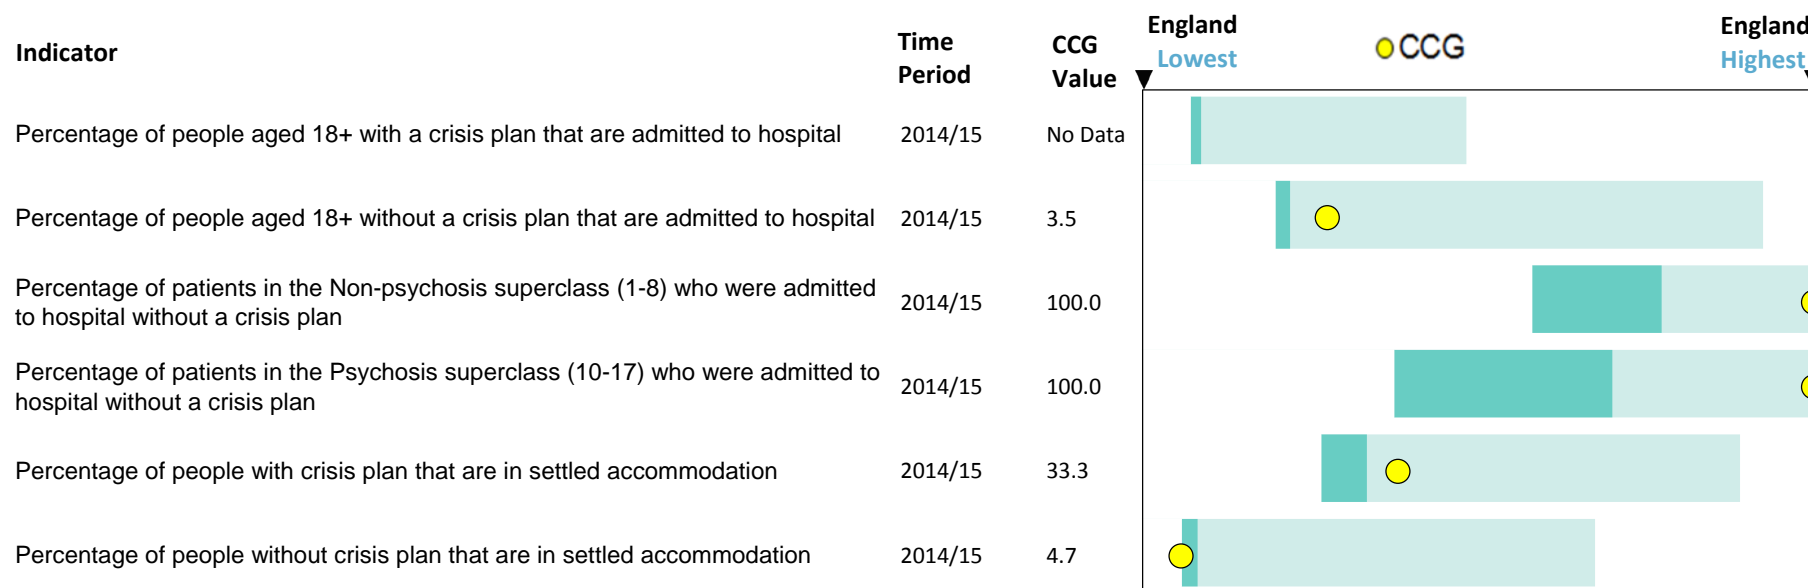 Indicator
Time Period
CCG Value
England Lowest
CCG
England Highest
Percentage of people aged 18+ with a crisis plan that are admitted to hospital 2014/15 No Data
Percentage of people aged 18+ without a crisis plan that are admitted to hospital 2014/15 3.5
Percentage of patients in the Non-psychosis superclass (1-8) who were admitted
to hospital without a crisis plan 2014/15 100.0
Percentage of patients in the Psychosis superclass (10-17) who were admitted to
hospital without a crisis plan 2014/15 100.0
Percentage of people with crisis plan that are in settled accommodation 2014/15 33.3
Percentage of people without crisis plan that are in settled accommodation 2014/15 4.7